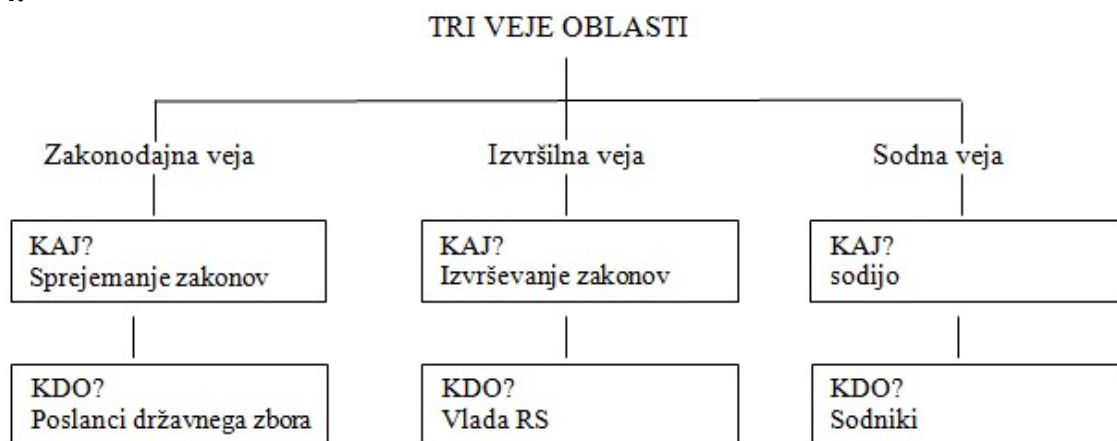 TRI VEJE OBLASTI
Zakonodajna veja
Izvršilna veja
Sodna veja
KAJ?
Sprejemanje zakonov
KAJ?
Izvrševanje zakonov
KAJ?
sodijo
KDO?
Poslanci državnega zbora
KDO?
Vlada RS
KDO?
Sodniki